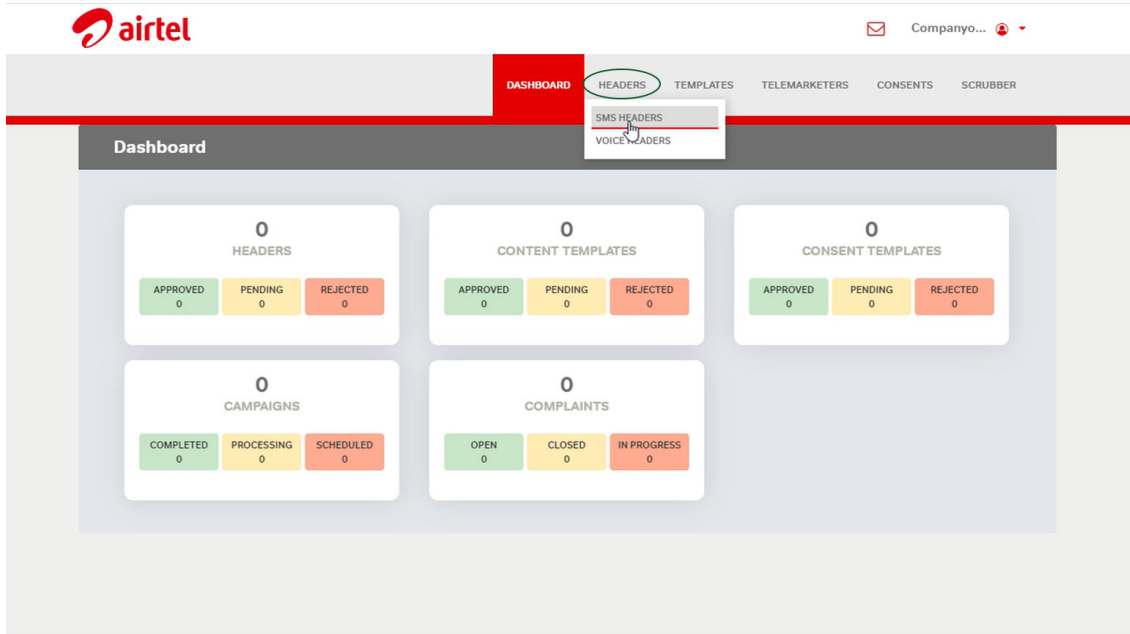 airtel
Companyo...
DASHBOARD HEADERS TEMPLATES TELEMARKETERS CONSENTS SCRUBBER
SMS HEADERS
VOICE HEADERS
Dashboard
0
HEADERS
APPROVED PENDING REJECTED
0 0 0
0
CONTENT TEMPLATES
APPROVED PENDING REJECTED
0 0 0
0
CONSENT TEMPLATES
APPROVED PENDING REJECTED
0 0 0
0
CAMPAIGNS
COMPLETED PROCESSING SCHEDULED
0 0 0
0
COMPLAINTS
OPEN CLOSED IN PROGRESS
0 0 0